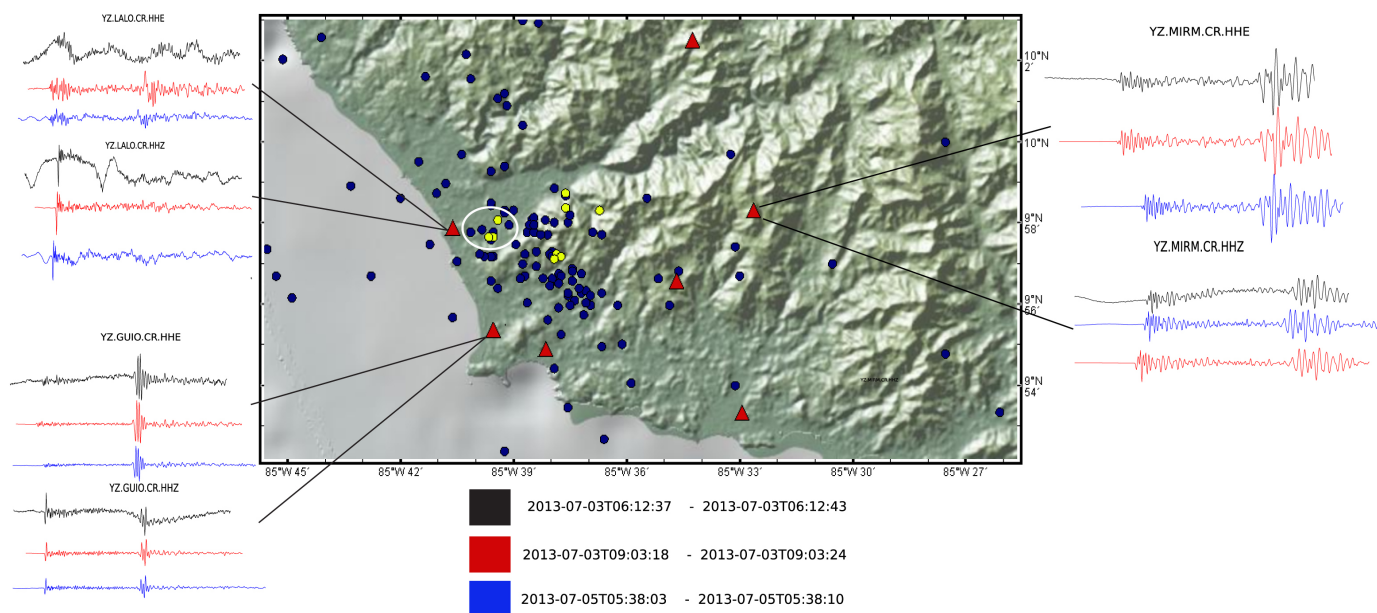 YZ.LALO.CR.HHE
YZ.LALO.CR.HHZ
YZ.GUIO.CR.HHE
YZ.GUIO.CR.HHZ
YZ.MIRM.CR.HHE
YZ.MIRM.CR.HHZ
10°N
2´
10°N
9°N
58´
9°N
56´
9°N
54´
85°W 45´ 85°W 42´ 85°W 39´ 85°W 36´ 85°W 33´ 85°W 30´ 85°W 27´
2013-07-03T06:12:37 - 2013-07-03T06:12:43
2013-07-03T09:03:18 - 2013-07-03T09:03:24
2013-07-05T05:38:03 - 2013-07-05T05:38:10